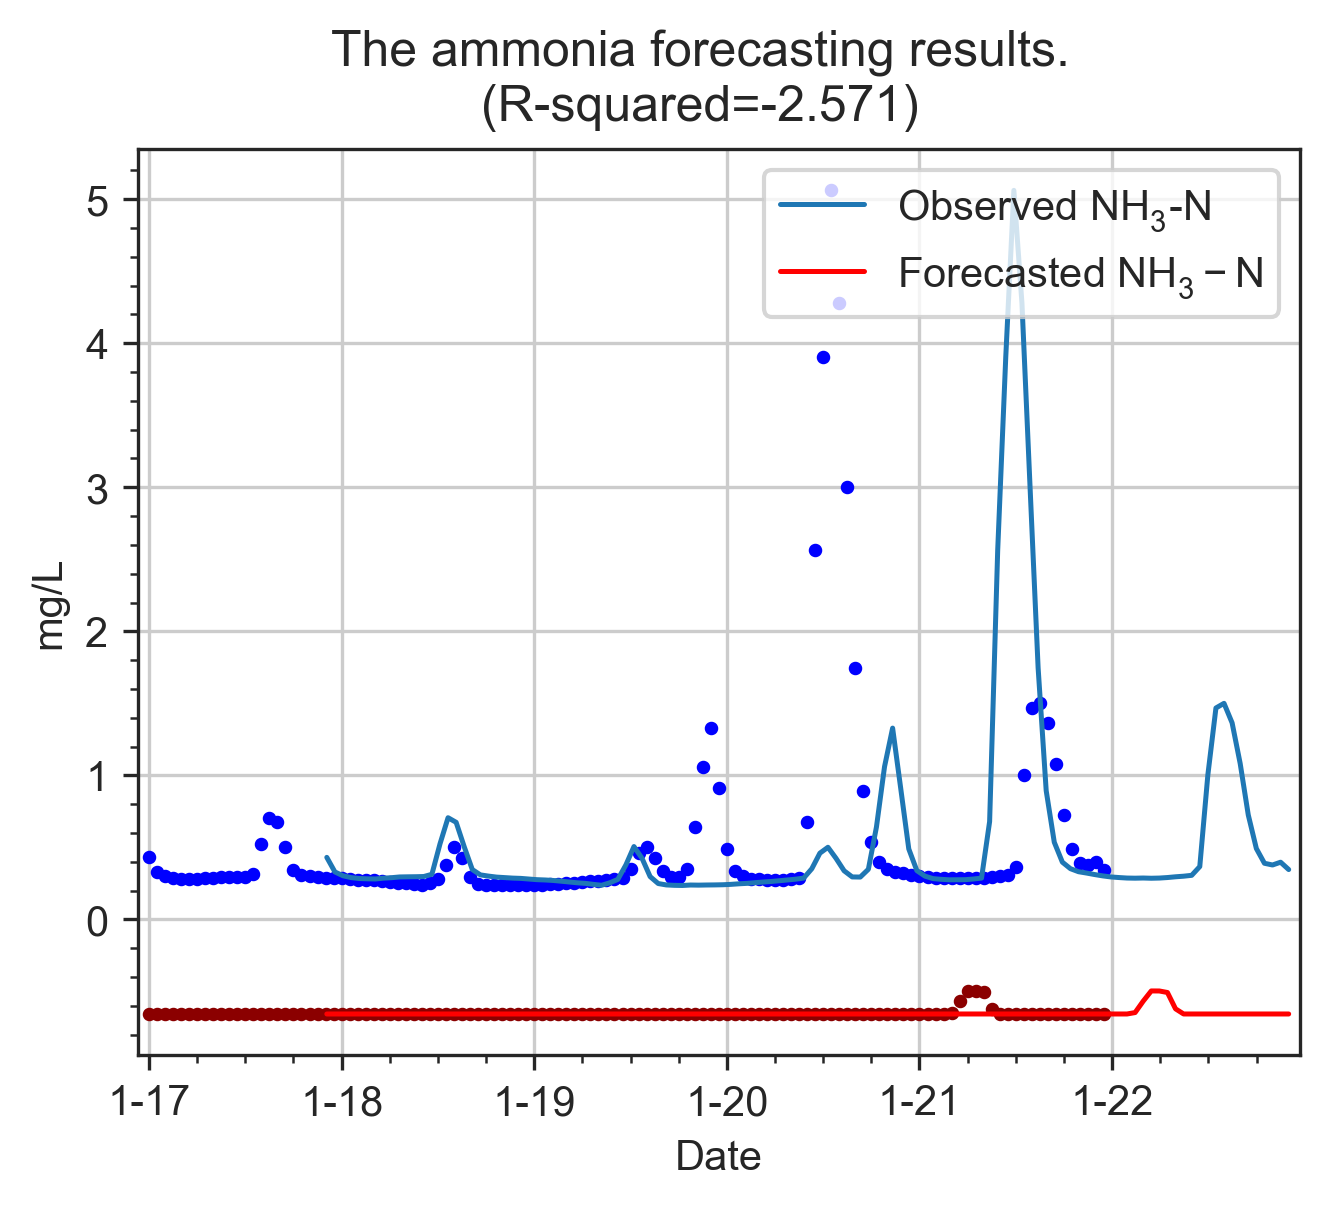 The ammonia forecasting results.
(R-squared=-2.571)
Observed NH₃-N
Forecasted NH₃ − N
mg/L
5
4
3
2
1
0
1-17 1-18 1-19 1-20 1-21 1-22
Date